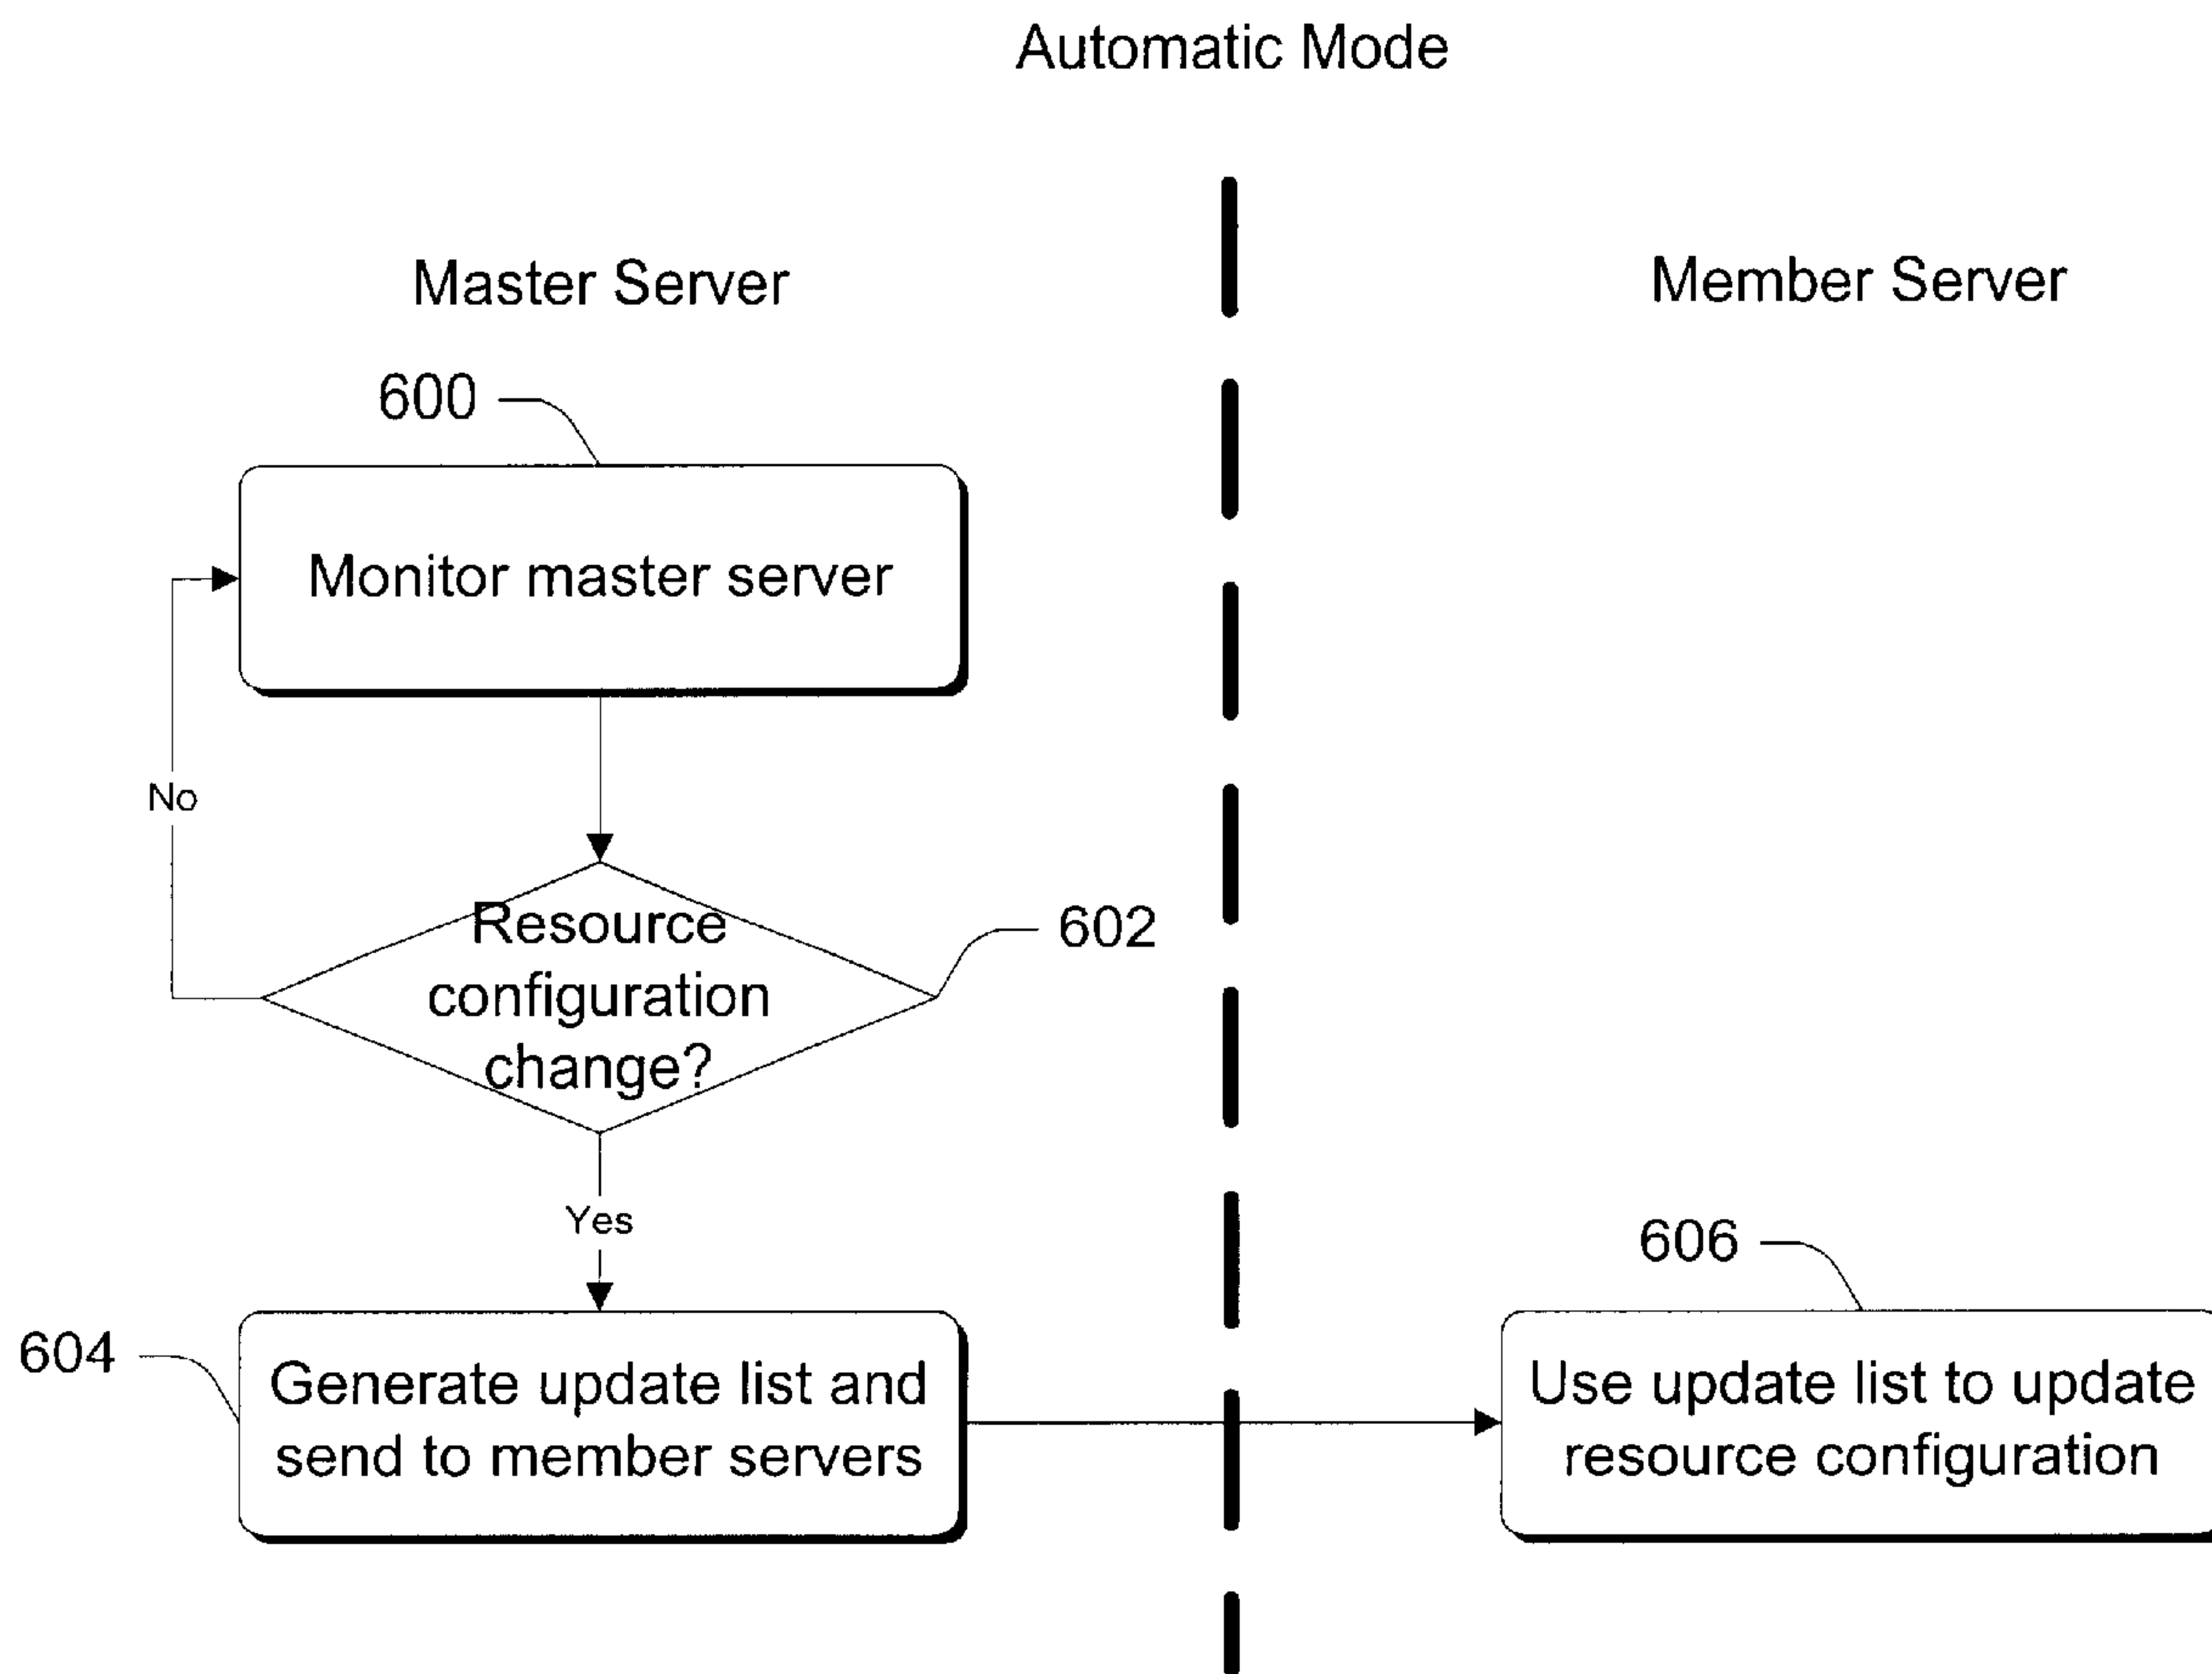 Automatic Mode
Master Server
Member Server
600
Monitor master server
No
Resource
configuration
change?
602
Yes
604
Generate update list and
send to member servers
606
Use update list to update
resource configuration